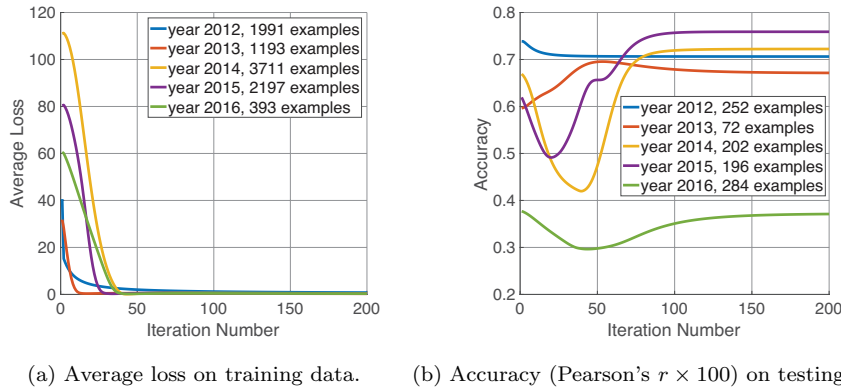 120
100
80
60
40
20
0
0
50
100
150
200
Average Loss
Iteration Number
year 2012, 1991 examples
year 2013, 1193 examples
year 2014, 3711 examples
year 2015, 2197 examples
year 2016, 393 examples
(a) Average loss on training data.
0.8
0.7
0.6
0.5
0.4
0.3
0.2
0
50
100
150
200
Accuracy
Iteration Number
year 2012, 252 examples
year 2013, 72 examples
year 2014, 202 examples
year 2015, 196 examples
year 2016, 284 examples
(b) Accuracy (Pearson's r × 100) on testing